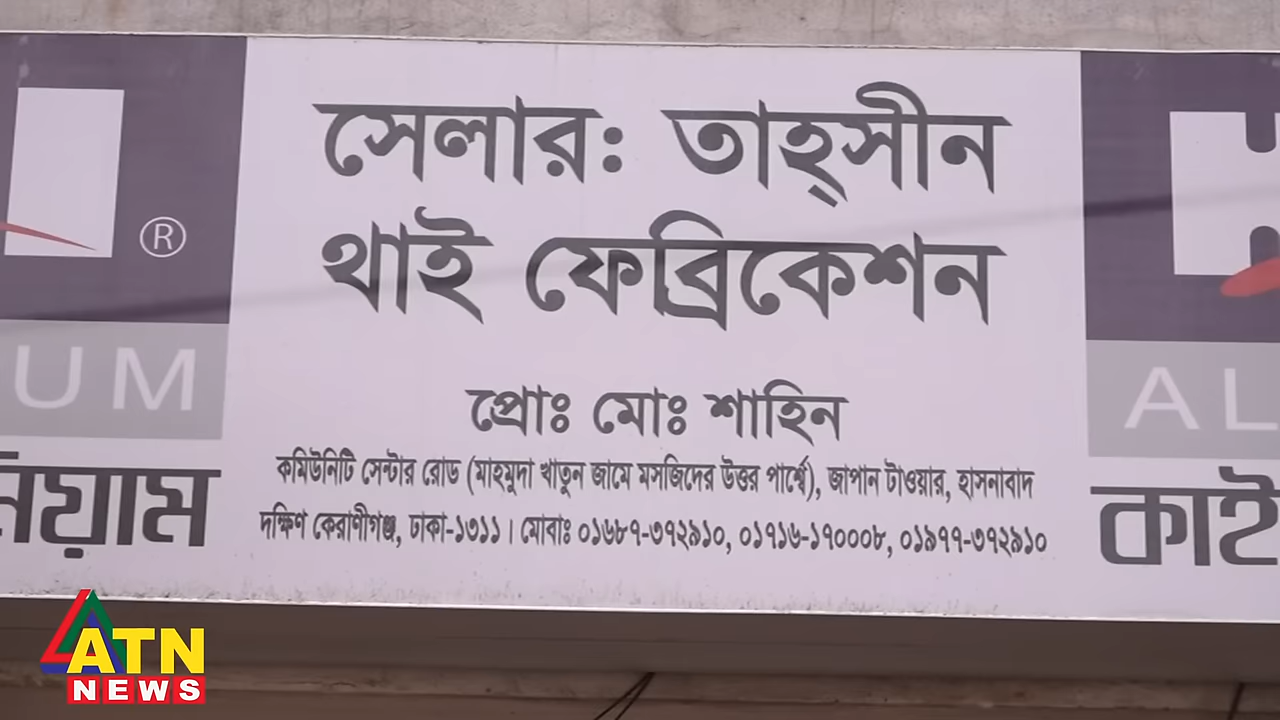 সেলার: তাহ্সীন
থাই ফেব্রিকেশন
প্রোঃ মোঃ শাহিন
কমিউনিটি সেন্টার রোড (মাহমুদা খাতুন জামে মসজিদের উত্তর পার্শ্বে), জাপান টাওয়ার, হাসনাবাদ
দক্ষিণ কেরাণীগঞ্জ, ঢাকা-১৩১১। মোবাঃ ০১৬৮৭-৩৭২৯১০, ০১৭১৬-১৭০০০৮, ০১৯৭৭-৩৭২৯১০
®
UM
নিয়াম
AL
কাই
ATN
NEWS